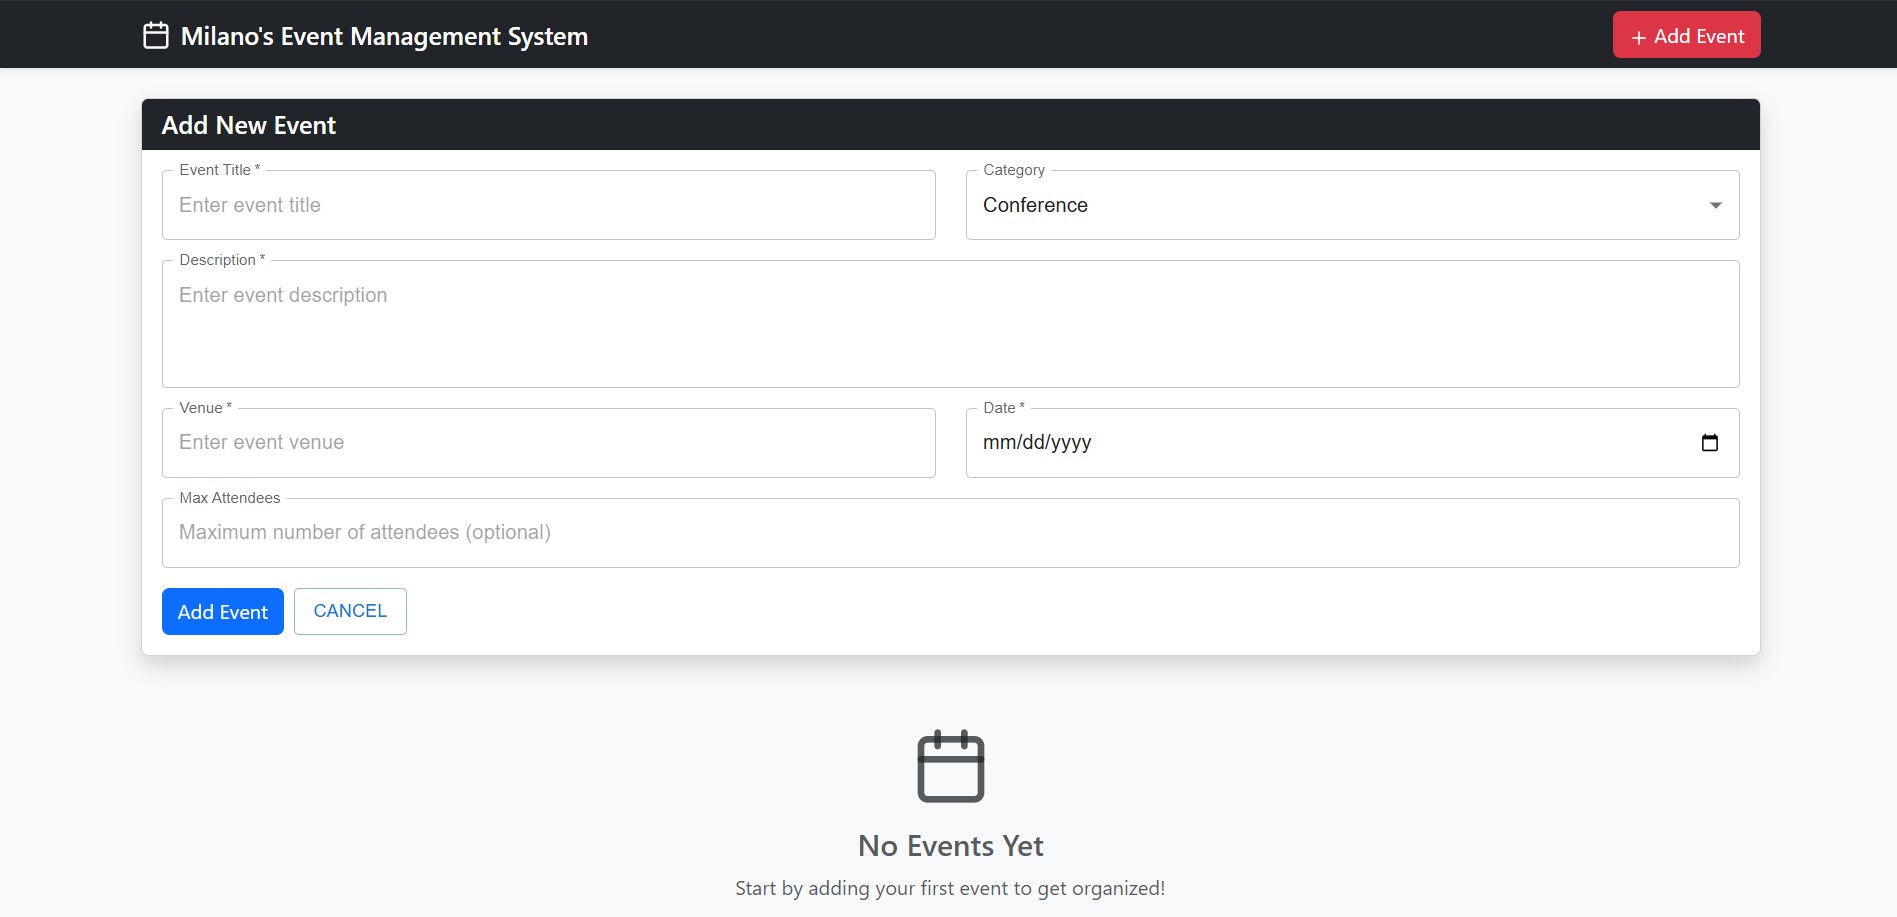 Milano's Event Management System
+ Add Event
Add New Event
Event Title *
Enter event title
Category
Conference
Description *
Enter event description
Venue *
Enter event venue
Date *
mm/dd/yyyy
Max Attendees
Maximum number of attendees (optional)
Add Event
CANCEL
No Events Yet
Start by adding your first event to get organized!